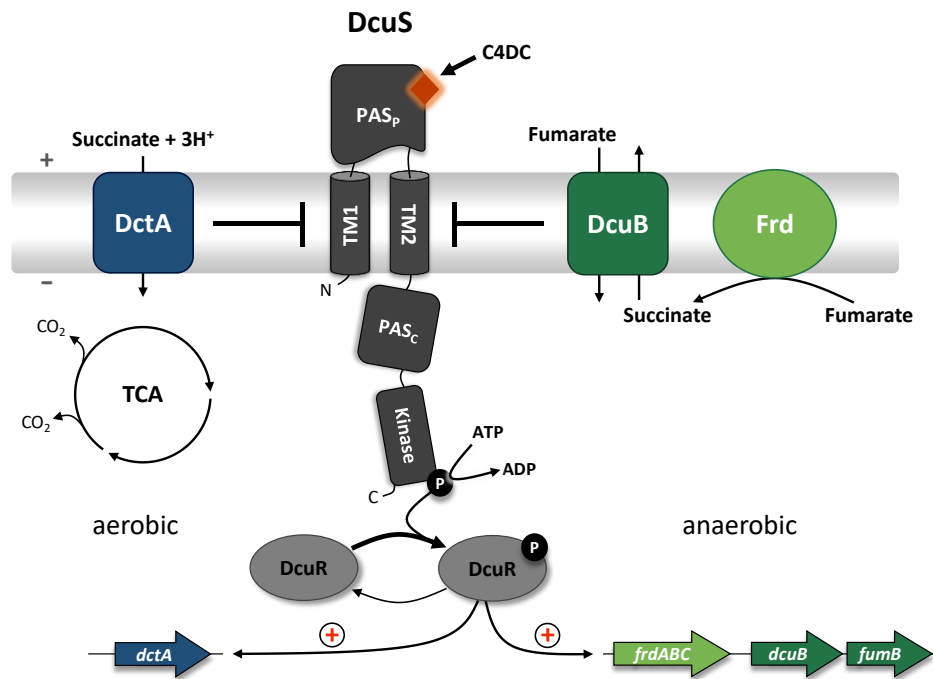 DcuS
C4DC
PASP
Succinate + 3H⁺
Fumarate
+
DctA
TM1
TM2
DcuB
Frd
−
N
Succinate
Fumarate
PASC
CO₂
TCA
CO₂
Kinase
ATP
ADP
P
C
aerobic
anaerobic
P
DcuR
DcuR
+
+
dctA
frdABC
dcuB
fumB